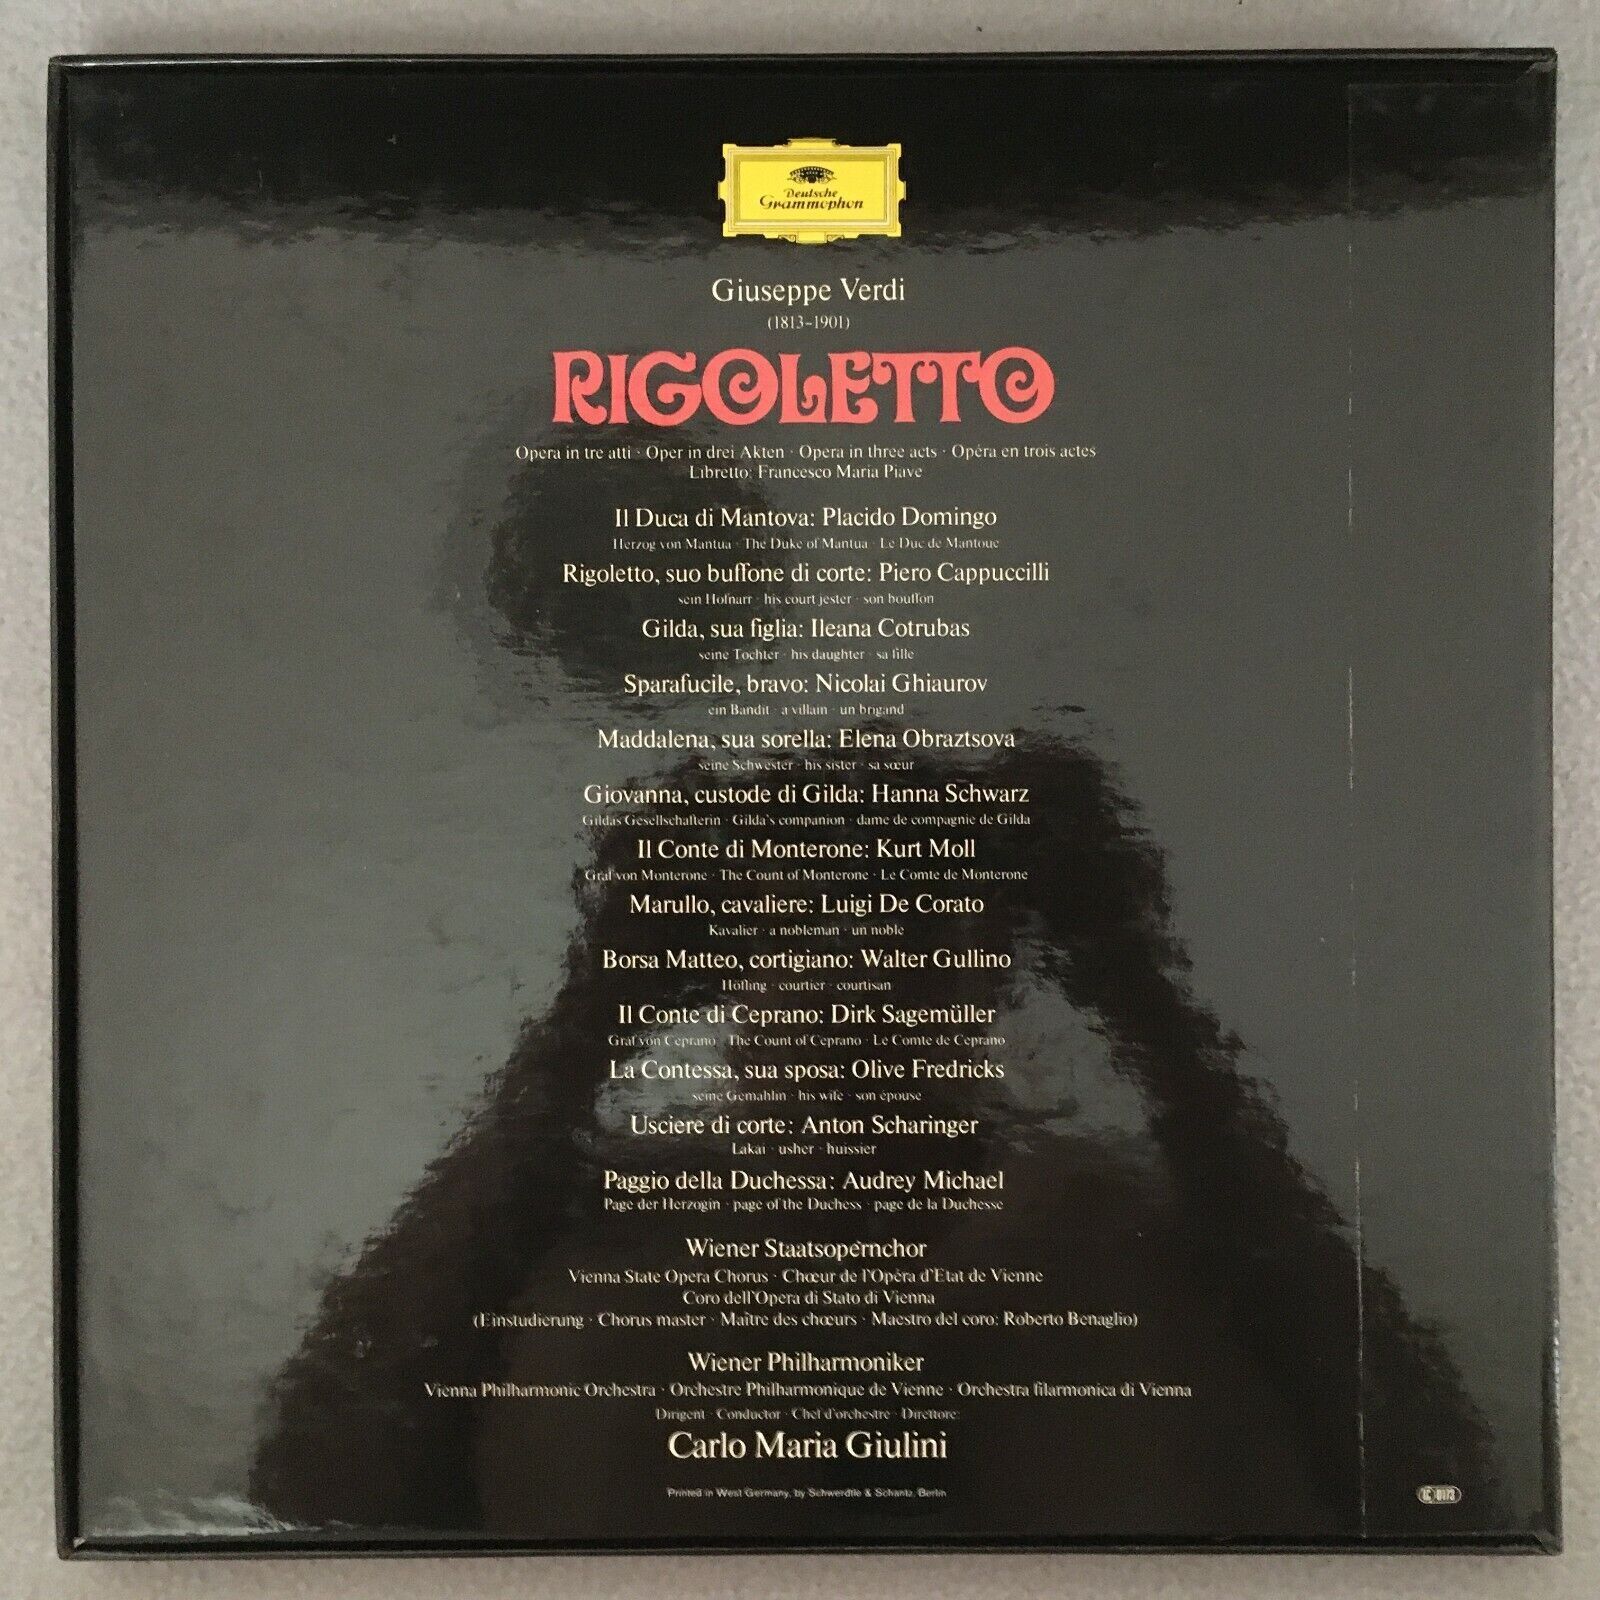 Deutsche
Grammophon
Giuseppe Verdi
(1813-1901)
RIGOLETTO
Opera in tre atti · Oper in drei Akten · Opera in three acts · Opéra en trois actes
Libretto: Francesco Maria Piave
Il Duca di Mantova: Placido Domingo
Herzog von Mantua · The Duke of Mantua · Le Duc de Mantoue
Rigoletto, suo buffone di corte: Piero Cappuccilli
sein Hofnarr · his court jester · son bouffon
Gilda, sua figlia: Ileana Cotrubas
seine Tochter · his daughter · sa fille
Sparafucile, bravo: Nicolai Ghiaurov
ein Bandit · a villain · un brigand
Maddalena, sua sorella: Elena Obraztsova
seine Schwester · his sister · sa sœur
Giovanna, custode di Gilda: Hanna Schwarz
Gildas Gesellschafterin · Gilda's companion · dame de compagnie de Gilda
Il Conte di Monterone: Kurt Moll
Graf von Monterone · The Count of Monterone · Le Comte de Monterone
Marullo, cavaliere: Luigi De Corato
Kavalier · a nobleman · un noble
Borsa Matteo, cortigiano: Walter Gullino
Höfling · courtier · courtisan
Il Conte di Ceprano: Dirk Sagemüller
Graf von Ceprano · The Count of Ceprano · Le Comte de Ceprano
La Contessa, sua sposa: Olive Fredricks
seine Gemahlin · his wife · son épouse
Usciere di corte: Anton Scharinger
Lakai · usher · huissier
Paggio della Duchessa: Audrey Michael
Page der Herzogin · page of the Duchess · page de la Duchesse
Wiener Staatsopernchor
Vienna State Opera Chorus · Chœur de l'Opéra d'Etat de Vienne
Coro dell'Opera di Stato di Vienna
(Einstudierung · Chorus master · Maître des chœurs · Maestro del coro: Roberto Benaglio)
Wiener Philharmoniker
Vienna Philharmonic Orchestra · Orchestre Philharmonique de Vienne · Orchestra filarmonica di Vienna
Dirigent · Conductor · Chef d'orchestre · Direttore:
Carlo Maria Giulini
Printed in West Germany, by Schwerdtle & Schantz, Berlin
LC 0173